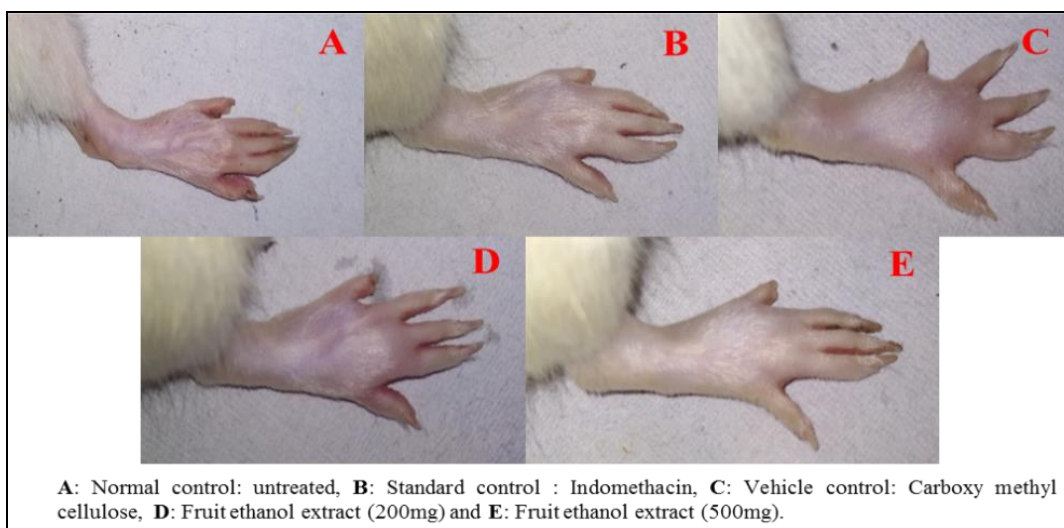 A
B
C
D
E
A: Normal control: untreated, B: Standard control : Indomethacin, C: Vehicle control: Carboxy methyl
cellulose, D: Fruit ethanol extract (200mg) and E: Fruit ethanol extract (500mg).